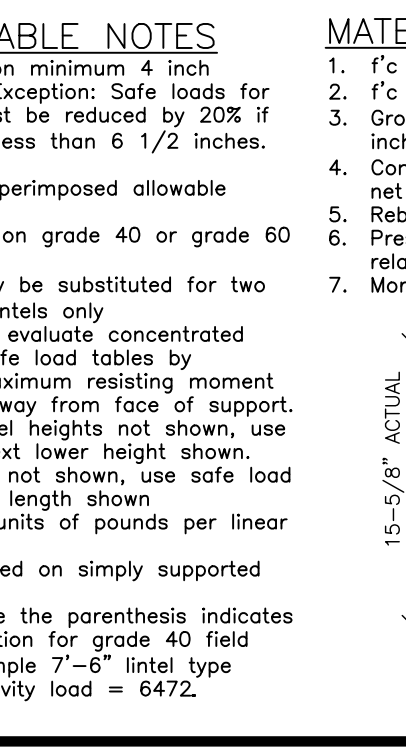 ABLE NOTES
on minimum 4 inch
Exception: Safe loads for
st be reduced by 20% if
ess than 6 1/2 inches.
perimposed allowable
on grade 40 or grade 60
y be substituted for two
ntels only
evaluate concentrated
fe load tables by
aximum resisting moment
way from face of support.
el heights not shown, use
ext lower height shown.
not shown, use safe load
length shown
units of pounds per linear
ed on simply supported
e the parenthesis indicates
tion for grade 40 field
mple 7'-6" lintel type
vity load = 6472.
MATE
1. f'c
2. f'c
3. Gro
inch
4. Con
net
5. Reb
6. Pre
rela
7. Mor
15-5/8" ACTUAL